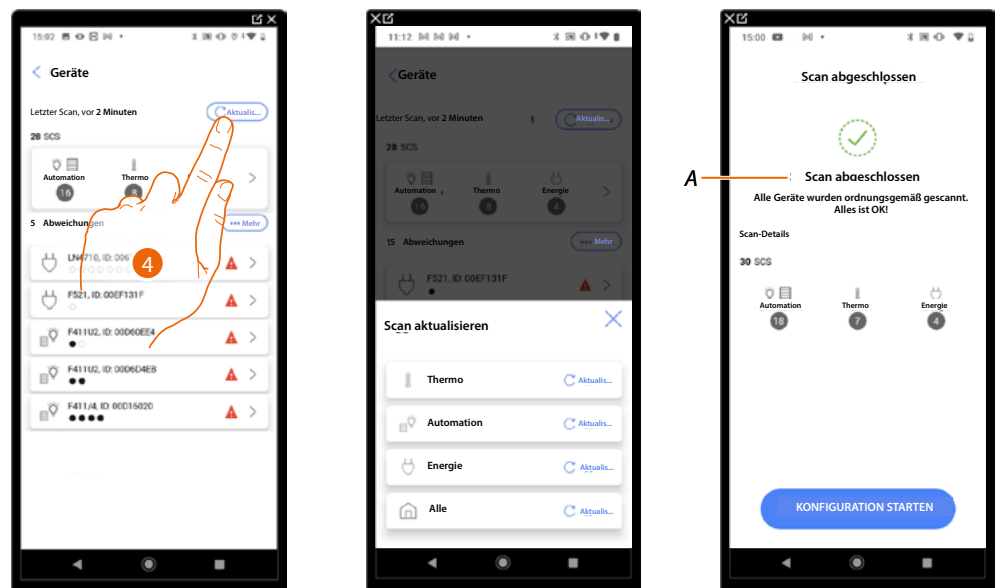 15:02
Geräte
Letzter Scan, vor 2 Minuten
Aktualis...
28 SCS
Automation
Thermo
16
8
5 Abweichungen
Mehr
LN4710, ID: 006
4
F521, ID: 00EF131F
F411U2, ID: 00D60EE4
F411U2, ID: 00D6D4EB
F411/4, ID: 00D16020
11:12
Geräte
Letzter Scan, vor 2 Minuten
Aktualis...
28 SCS
Automation
Thermo
Energie
16
8
4
15 Abweichungen
Mehr
F521, ID: 00EF131F
Scan aktualisieren
Thermo
Aktualis...
Automation
Aktualis...
Energie
Aktualis...
Alle
Aktualis...
15:00
Scan abgeschlossen
A
Scan abgeschlossen
Alle Geräte wurden ordnungsgemäß gescannt.
Alles ist OK!
Scan-Details
30 SCS
Automation
Thermo
Energie
18
7
4
KONFIGURATION STARTEN